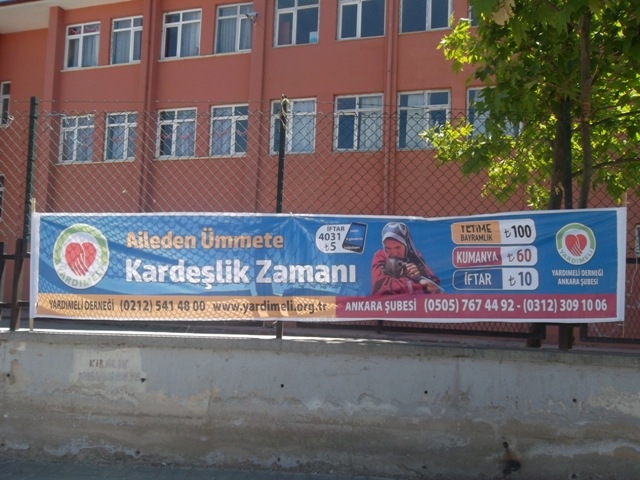 YARDIMELİ
Aileden Ümmete
Kardeşlik Zamanı
İFTAR
4031
₺5
YETİME
BAYRAMLIK
₺100
KUMANYA
₺60
İFTAR
₺10
YARDIMELİ
YARDIMELİ DERNEĞİ
ANKARA ŞUBESİ
YARDIMELİ DERNEĞİ (0212) 541 48 00 www.yardimeli.org.tr
ANKARA ŞUBESİ (0505) 767 44 92 - (0312) 309 10 06